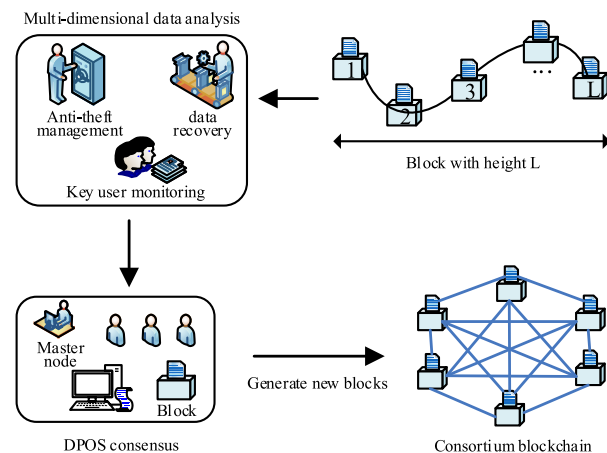 Multi-dimensional data analysis
Anti-theft
management
data
recovery
Key user monitoring
1
2
3
...
L
Block with height L
Master
node
Block
DPOS consensus
Generate new blocks
Consortium blockchain